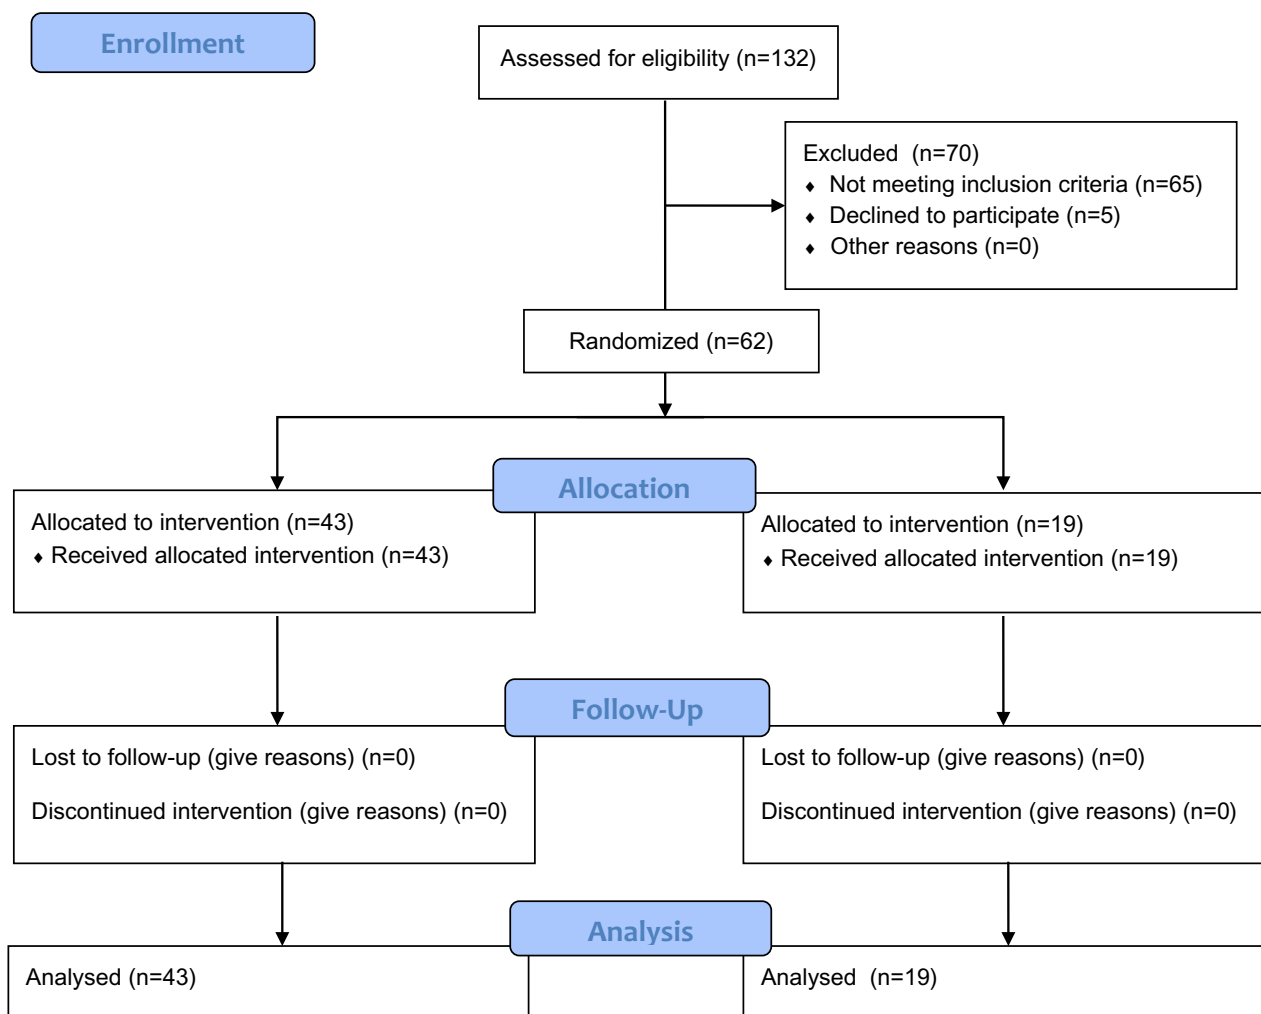 Enrollment
Assessed for eligibility (n=132)
Excluded (n=70)
♦ Not meeting inclusion criteria (n=65)
♦ Declined to participate (n=5)
♦ Other reasons (n=0)
Randomized (n=62)
Allocation
Allocated to intervention (n=43)
♦ Received allocated intervention (n=43)
Allocated to intervention (n=19)
♦ Received allocated intervention (n=19)
Follow-Up
Lost to follow-up (give reasons) (n=0)
Discontinued intervention (give reasons) (n=0)
Lost to follow-up (give reasons) (n=0)
Discontinued intervention (give reasons) (n=0)
Analysis
Analysed (n=43)
Analysed (n=19)